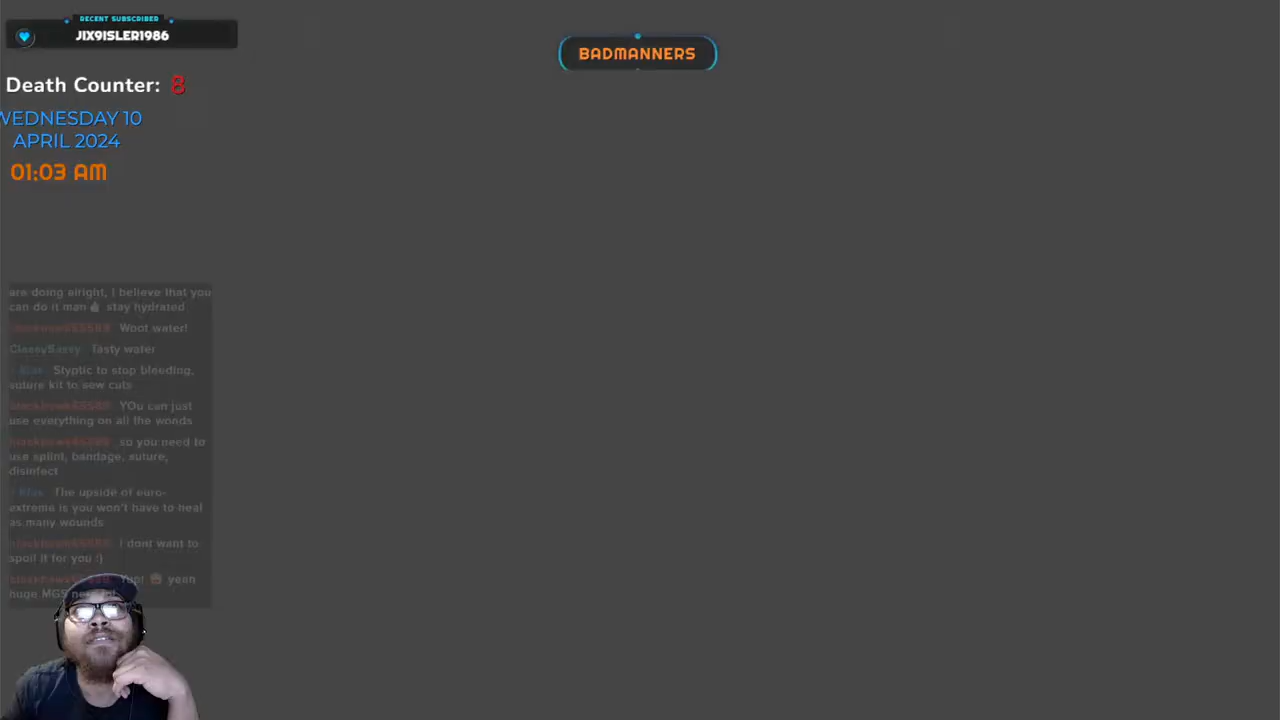 RECENT SUBSCRIBER
JIX9ISLER1986
BADMANNERS
Death Counter: 8
WEDNESDAY 10
APRIL 2024
01:03 AM
are doing alright, I believe that you
can do it man stay hydrated
Woot water!
ClassySassy Tasty water
Styptic to stop bleeding,
suture kit to sew cuts
YOu can just
use everything on all the wonds
so you need to
use splint, bandage, suture,
disinfect
The upside of euro-
extreme is you won't have to heal
as many wounds
I dont want to
spoil it for you :)
Yup! yeah
huge MGS